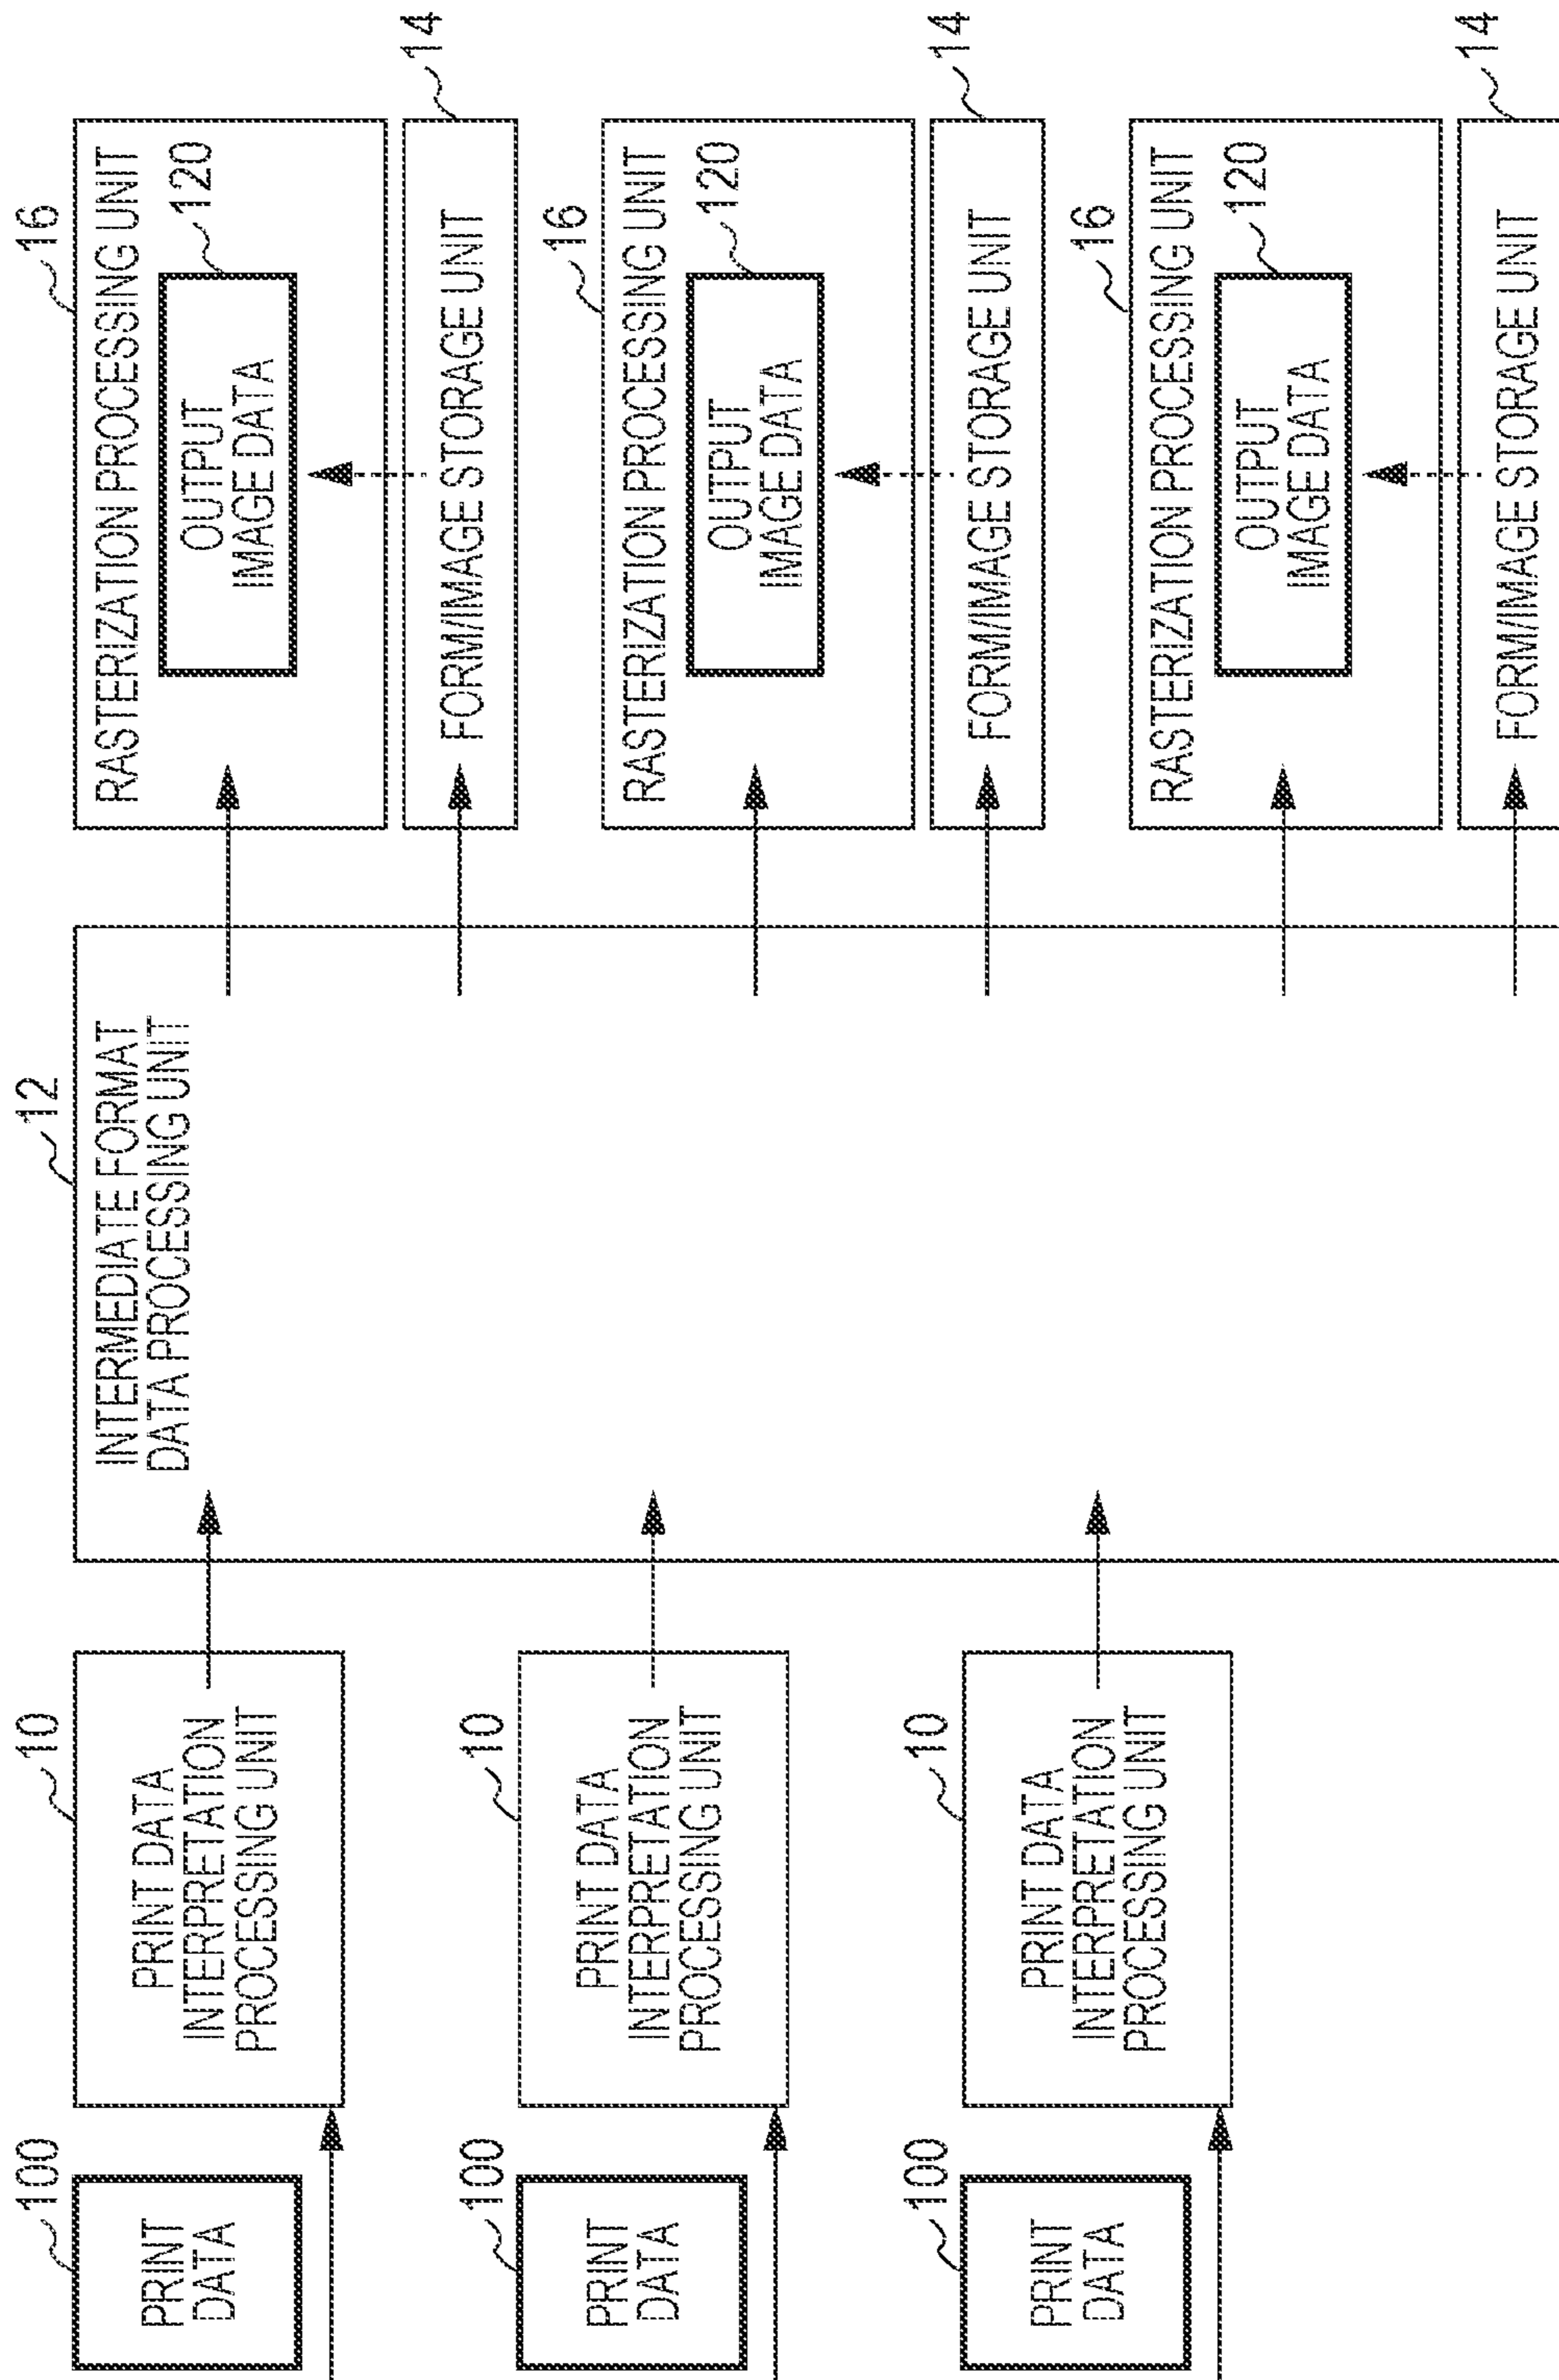 100
PRINT
DATA
10
PRINT DATA
INTERPRETATION
PROCESSING UNIT
12
INTERMEDIATE FORMAT
DATA PROCESSING UNIT
16
RASTERIZATION PROCESSING UNIT
120
OUTPUT
IMAGE DATA
14
FORM/IMAGE STORAGE UNIT
100
PRINT
DATA
10
PRINT DATA
INTERPRETATION
PROCESSING UNIT
16
RASTERIZATION PROCESSING UNIT
120
OUTPUT
IMAGE DATA
14
FORM/IMAGE STORAGE UNIT
100
PRINT
DATA
10
PRINT DATA
INTERPRETATION
PROCESSING UNIT
16
RASTERIZATION PROCESSING UNIT
120
OUTPUT
IMAGE DATA
14
FORM/IMAGE STORAGE UNIT